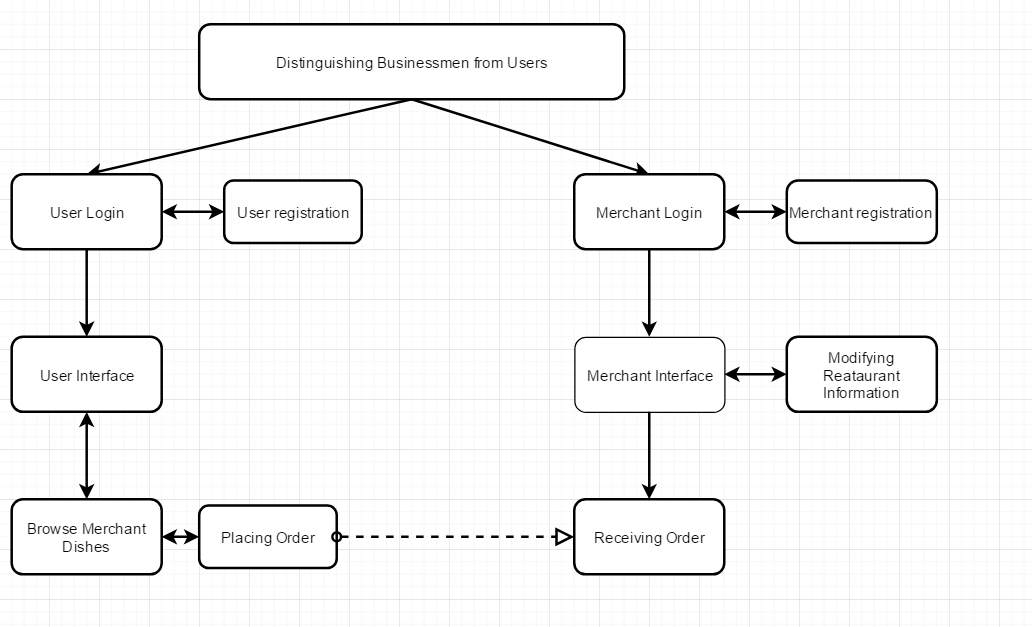 Distinguishing Businessmen from Users
User Login
User registration
Merchant Login
Merchant registration
User Interface
Merchant Interface
Modifying
Reataurant
Information
Browse Merchant
Dishes
Placing Order
Receiving Order